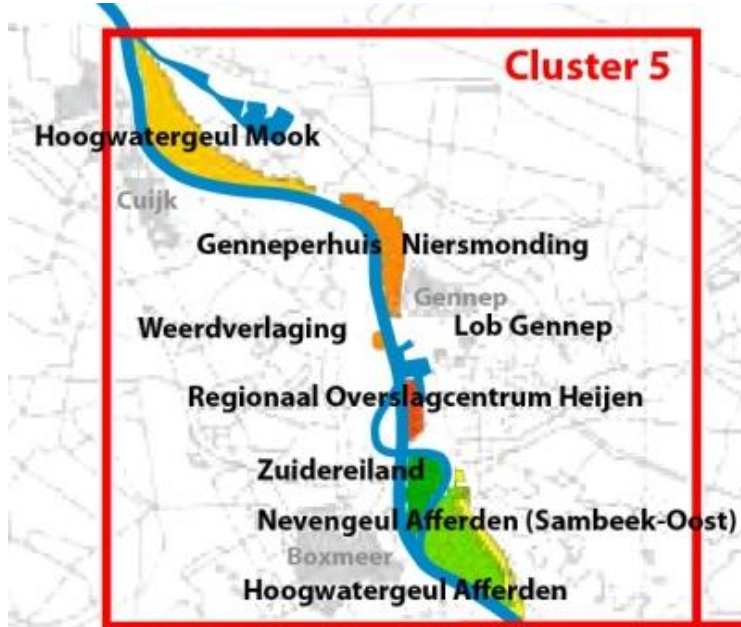 Cluster 5
Hoogwatergeul Mook
Cuijk
Genneperhuis Niersmonding
Gennep
Weerdverlaging Lob Gennep
Regionaal Overslagcentrum Heijen
Zuidereiland
Nevengeul Afferden (Sambeek-Oost)
Boxmeer
Hoogwatergeul Afferden